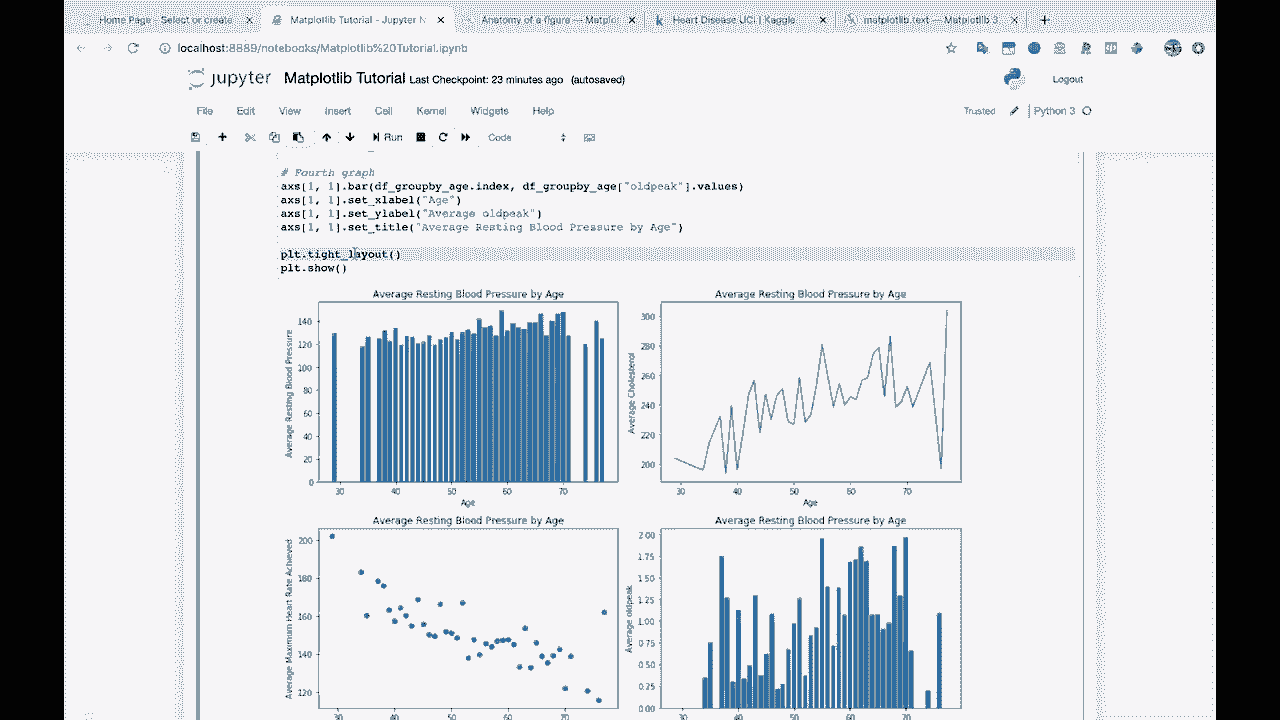 Home Page - Select or create
Matplotlib Tutorial - Jupyter N
Anatomy of a figure — Matplo
Heart Disease UCI | Kaggle
matplotlib.text — Matplotlib 3
localhost:8889/notebooks/Matplotlib%20Tutorial.ipynb
jupyter Matplotlib Tutorial Last Checkpoint: 23 minutes ago (autosaved)
Logout
File Edit View Insert Cell Kernel Widgets Help
Trusted Python 3
Run Code
# Fourth graph
axs[1, 1].bar(df_groupby_age.index, df_groupby_age["oldpeak"].values)
axs[1, 1].set_xlabel("Age")
axs[1, 1].set_ylabel("Average oldpeak")
axs[1, 1].set_title("Average Resting Blood Pressure by Age")
plt.tight_layout()
plt.show()
Average Resting Blood Pressure by Age
Average Resting Blood Pressure
140
120
100
80
60
40
20
0
30 40 50 60 70
Age
Average Resting Blood Pressure by Age
Average Cholesterol
300
280
260
240
220
200
30 40 50 60 70
Age
Average Resting Blood Pressure by Age
Average Maximum Heart Rate Achieved
200
180
160
140
120
30 40 50 60 70
Average Resting Blood Pressure by Age
Average oldpeak
2.00
1.75
1.50
1.25
1.00
0.75
0.50
0.25
0.00
30 40 50 60 70